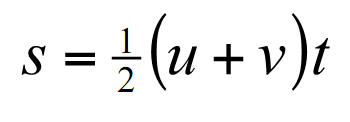 s = ½(u + v)t